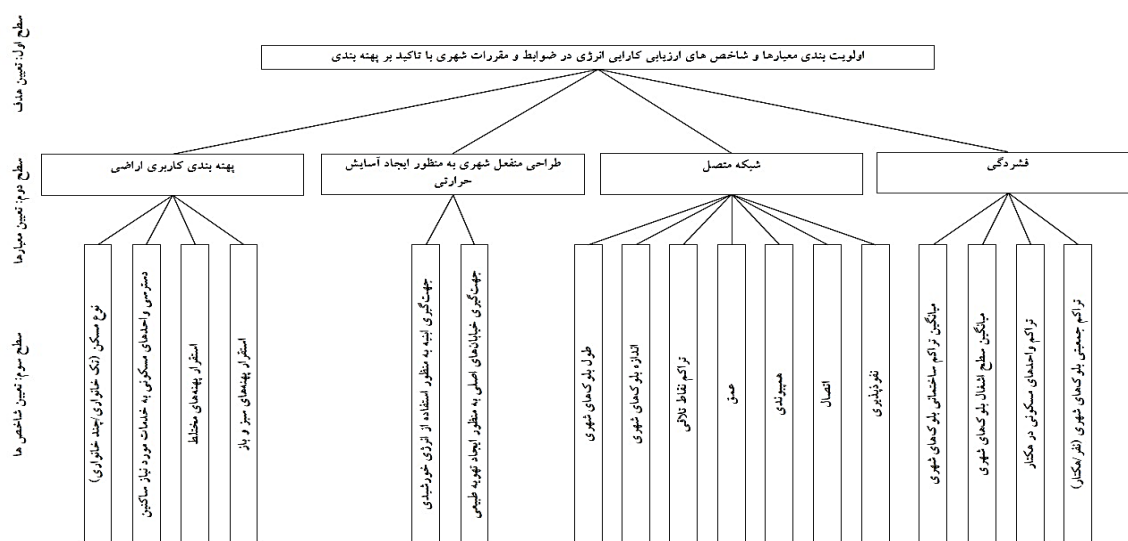 سطح اول: تعیین هدف
اولویت بندی معیارها و شاخص های ارزیابی کارایی انرژی در ضوابط و مقررات شهری با تاکید بر پهنه بندی
سطح دوم: تعیین معیارها
فشردگی
شبکه متصل
طراحی منفعل شهری به منظور ایجاد آسایش
حرارتی
پهنه بندی کاربری اراضی
سطح سوم: تعیین شاخص ها
تراکم جمعیتی بلوک‌های شهری (نفر/هکتار)
تراکم واحدهای مسکونی در هکتار
میانگین سطح اشغال بلوک‌های شهری
میانگین تراکم ساختمانی بلوک‌های شهری
نفوذپذیری
اتصال
همپیوندی
عمق
تراکم نقاط تلاقی
اندازه بلوک‌های شهری
طول بلوک‌های شهری
جهت‌گیری خیابان‌های اصلی به منظور ایجاد تهویه طبیعی
جهت‌گیری ابنیه به منظور استفاده از انرژی خورشیدی
استقرار پهنه‌های سبز و باز
استقرار پهنه‌های مختلط
دسترسی واحدهای مسکونی به خدمات مورد نیاز ساکنین
نوع مسکن (تک خانواری/چند خانواری)